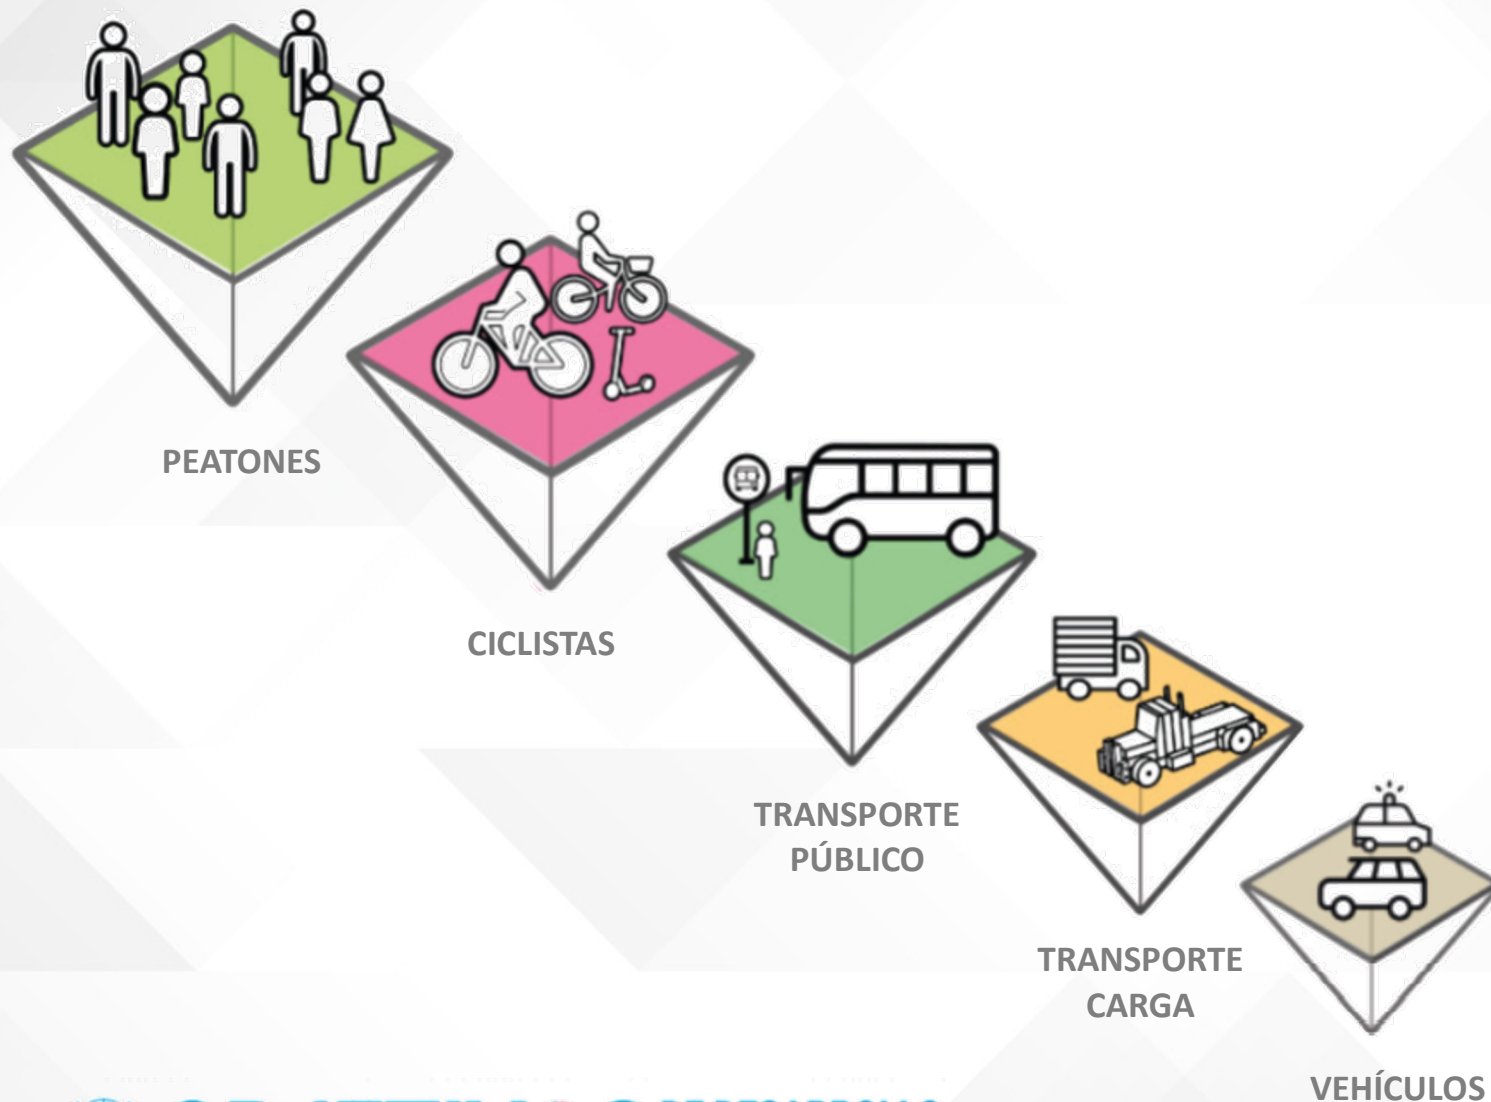 PEATONES
CICLISTAS
TRANSPORTE
PÚBLICO
TRANSPORTE
CARGA
VEHÍCULOS